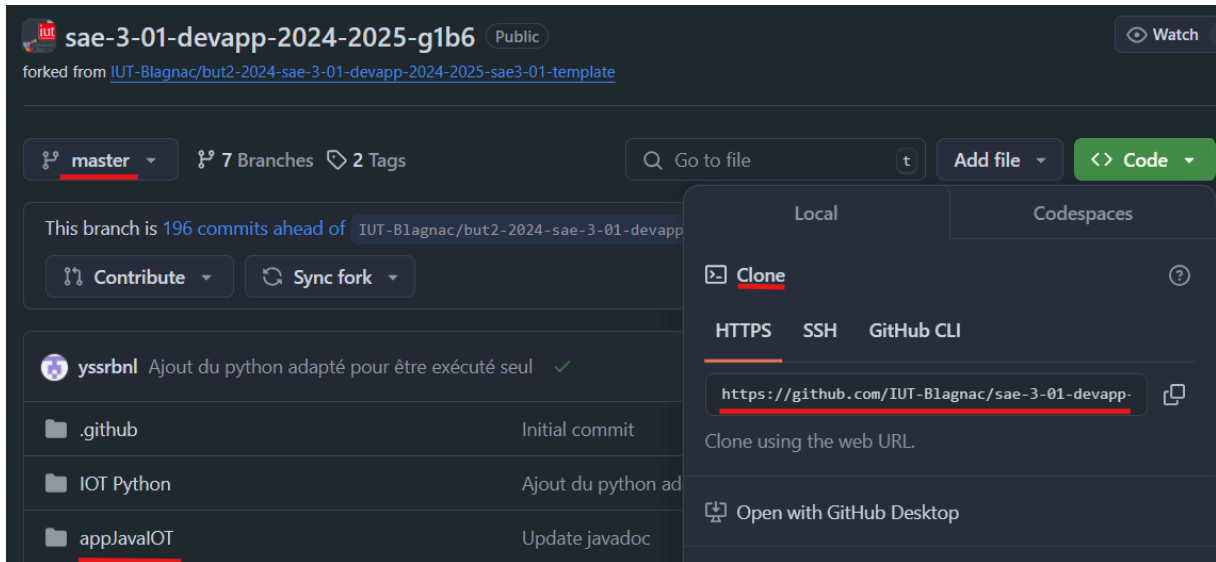 iut
sae-3-01-devapp-2024-2025-g1b6 Public
Watch
forked from IUT-Blagnac/but2-2024-sae-3-01-devapp-2024-2025-sae3-01-template
master 7 Branches 2 Tags
Go to file t
Add file
<> Code
This branch is 196 commits ahead of IUT-Blagnac/but2-2024-sae-3-01-devapp
Contribute Sync fork
yssrbnl Ajout du python adapté pour être exécuté seul
.github Initial commit
IOT Python Ajout du python ad
appJavaIOT Update javadoc
Local Codespaces
Clone
HTTPS SSH GitHub CLI
https://github.com/IUT-Blagnac/sae-3-01-devapp-
Clone using the web URL.
Open with GitHub Desktop